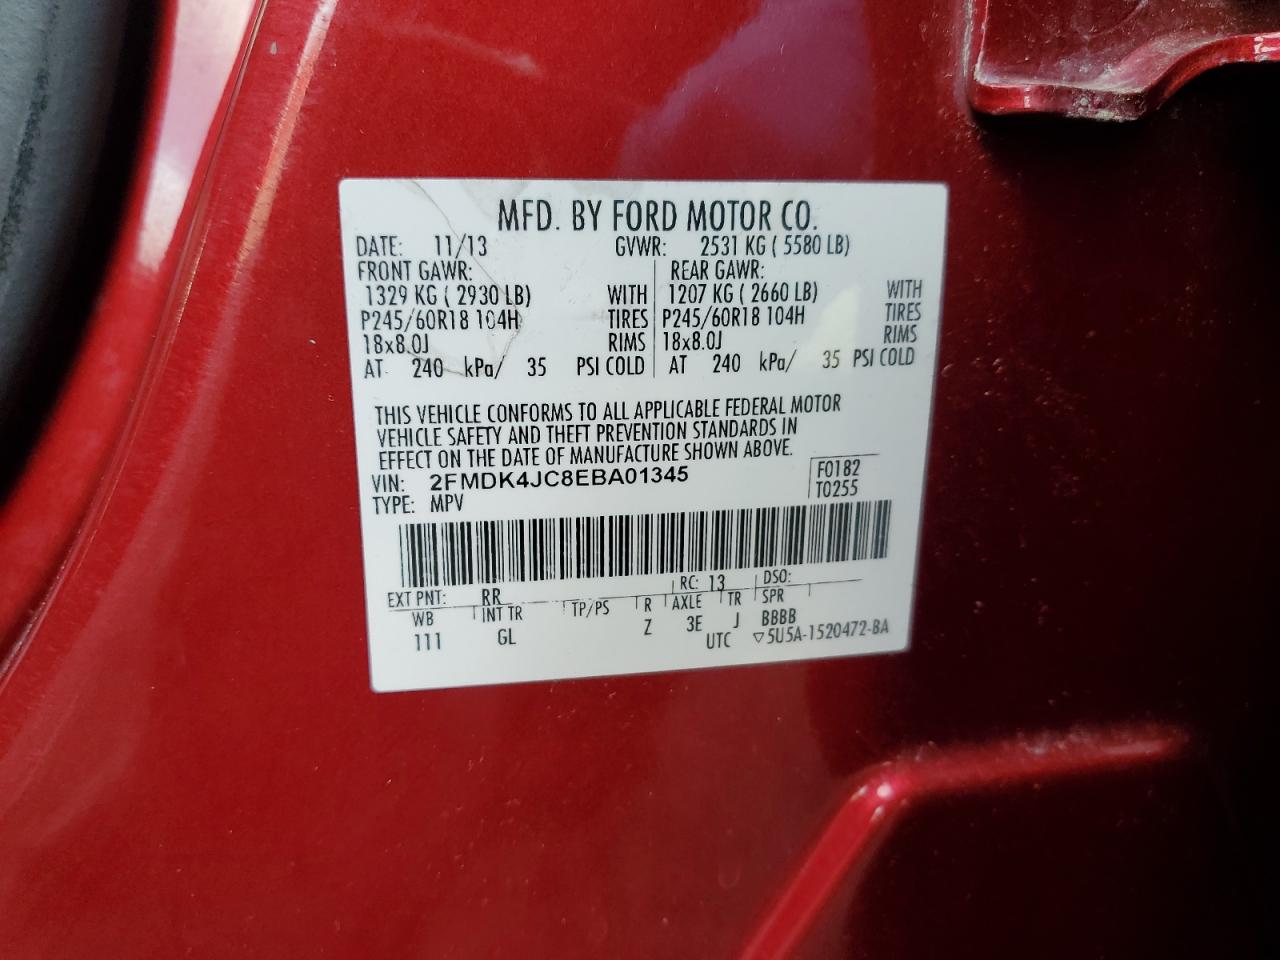 MFD. BY FORD MOTOR CO.
DATE: 11/13 GVWR: 2531 KG ( 5580 LB)
FRONT GAWR: REAR GAWR:
1329 KG ( 2930 LB) WITH 1207 KG ( 2660 LB) WITH
P245/60R18 104H TIRES P245/60R18 104H TIRES
18x8.0J RIMS 18x8.0J RIMS
AT 240 kPa/ 35 PSI COLD AT 240 kPa/ 35 PSI COLD
THIS VEHICLE CONFORMS TO ALL APPLICABLE FEDERAL MOTOR
VEHICLE SAFETY AND THEFT PREVENTION STANDARDS IN
EFFECT ON THE DATE OF MANUFACTURE SHOWN ABOVE.
VIN: 2FMDK4JC8EBA01345 F0182
TYPE: MPV T0255
EXT PNT: RR RC: 13 DSO:
WB INT TR TP/PS R AXLE TR SPR
111 GL Z 3E J BBBB
UTC ▽5U5A-1520472-BA